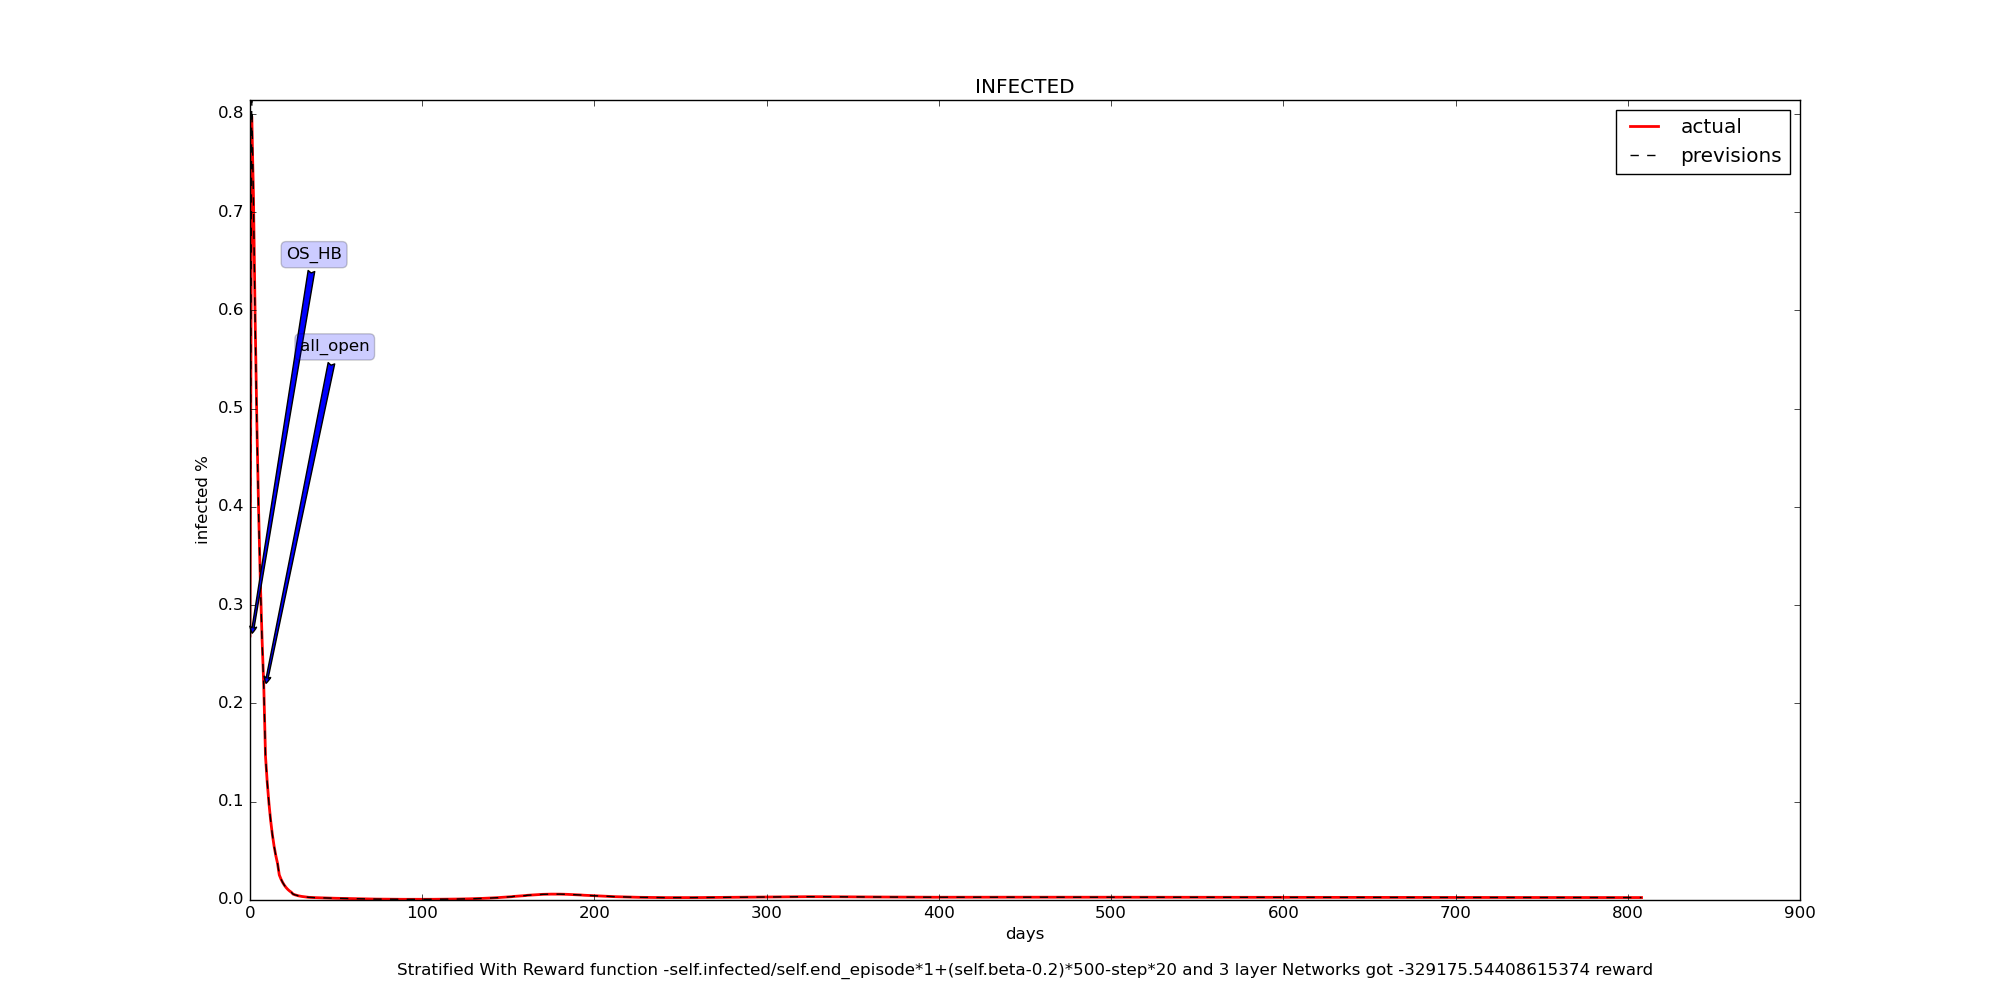 INFECTED
actual
previsions
OS_HB
all_open
infected %
0.8
0.7
0.6
0.5
0.4
0.3
0.2
0.1
0.0
0 100 200 300 400 500 600 700 800 900
days
Stratified With Reward function -self.infected/self.end_episode*1+(self.beta-0.2)*500-step*20 and 3 layer Networks got -329175.54408615374 reward